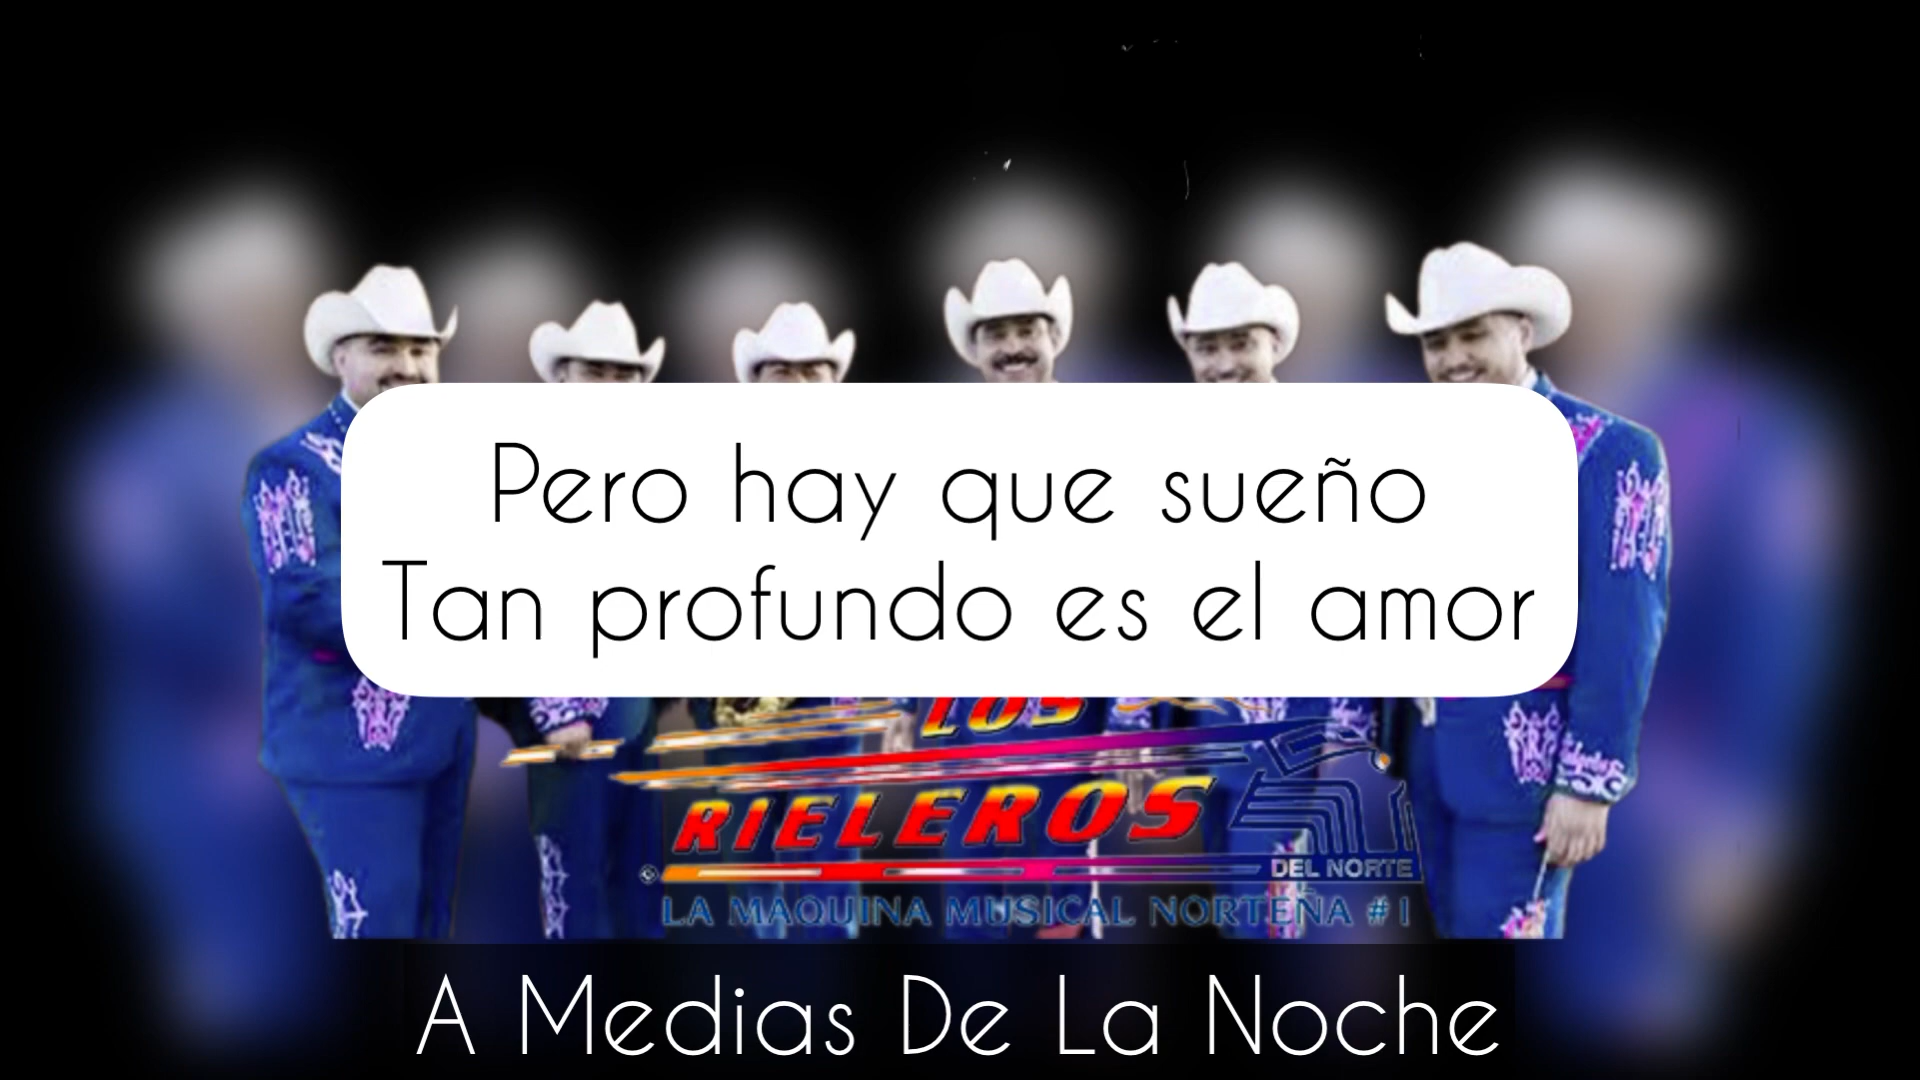 Pero hay que sueño
Tan profundo es el amor
LOS
RIELEROS
DEL NORTE
LA MAQUINA MUSICAL NORTEÑA #1
A Medias De La Noche